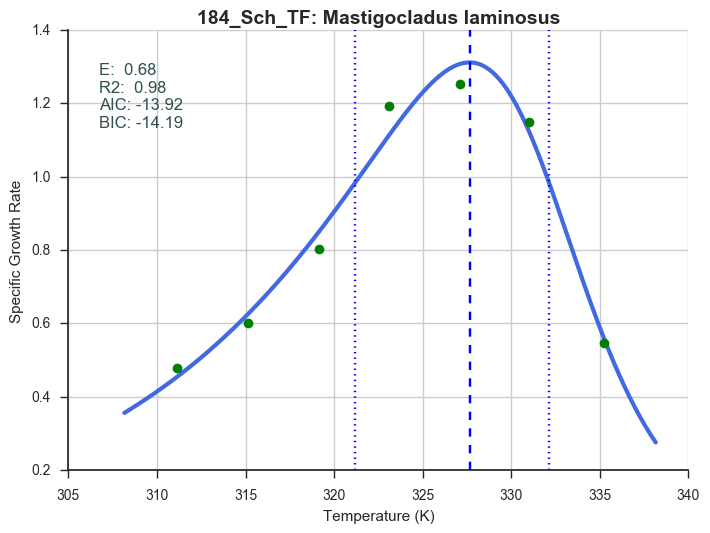 184_Sch_TF: Mastigocladus laminosus
1.4
E:  0.68
R2:  0.98
AIC: -13.92
BIC: -14.19
1.2
1.0
0.8
0.6
0.4
0.2
Specific Growth Rate
305 310 315 320 325 330 335 340
Temperature (K)